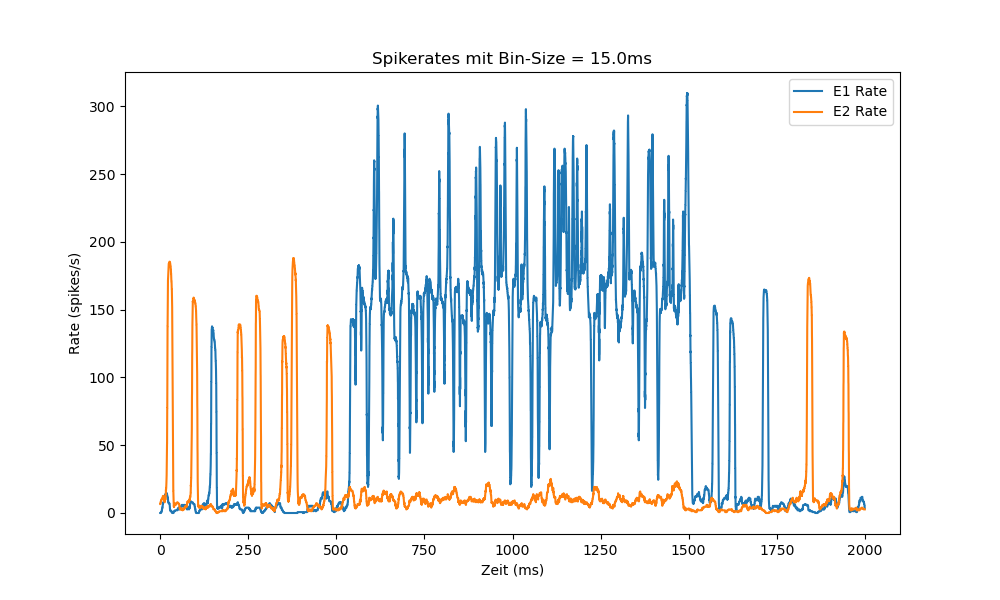 Spikerates mit Bin-Size = 15.0ms
E1 Rate
E2 Rate
300
250
200
150
100
50
0
Rate (spikes/s)
0 250 500 750 1000 1250 1500 1750 2000
Zeit (ms)